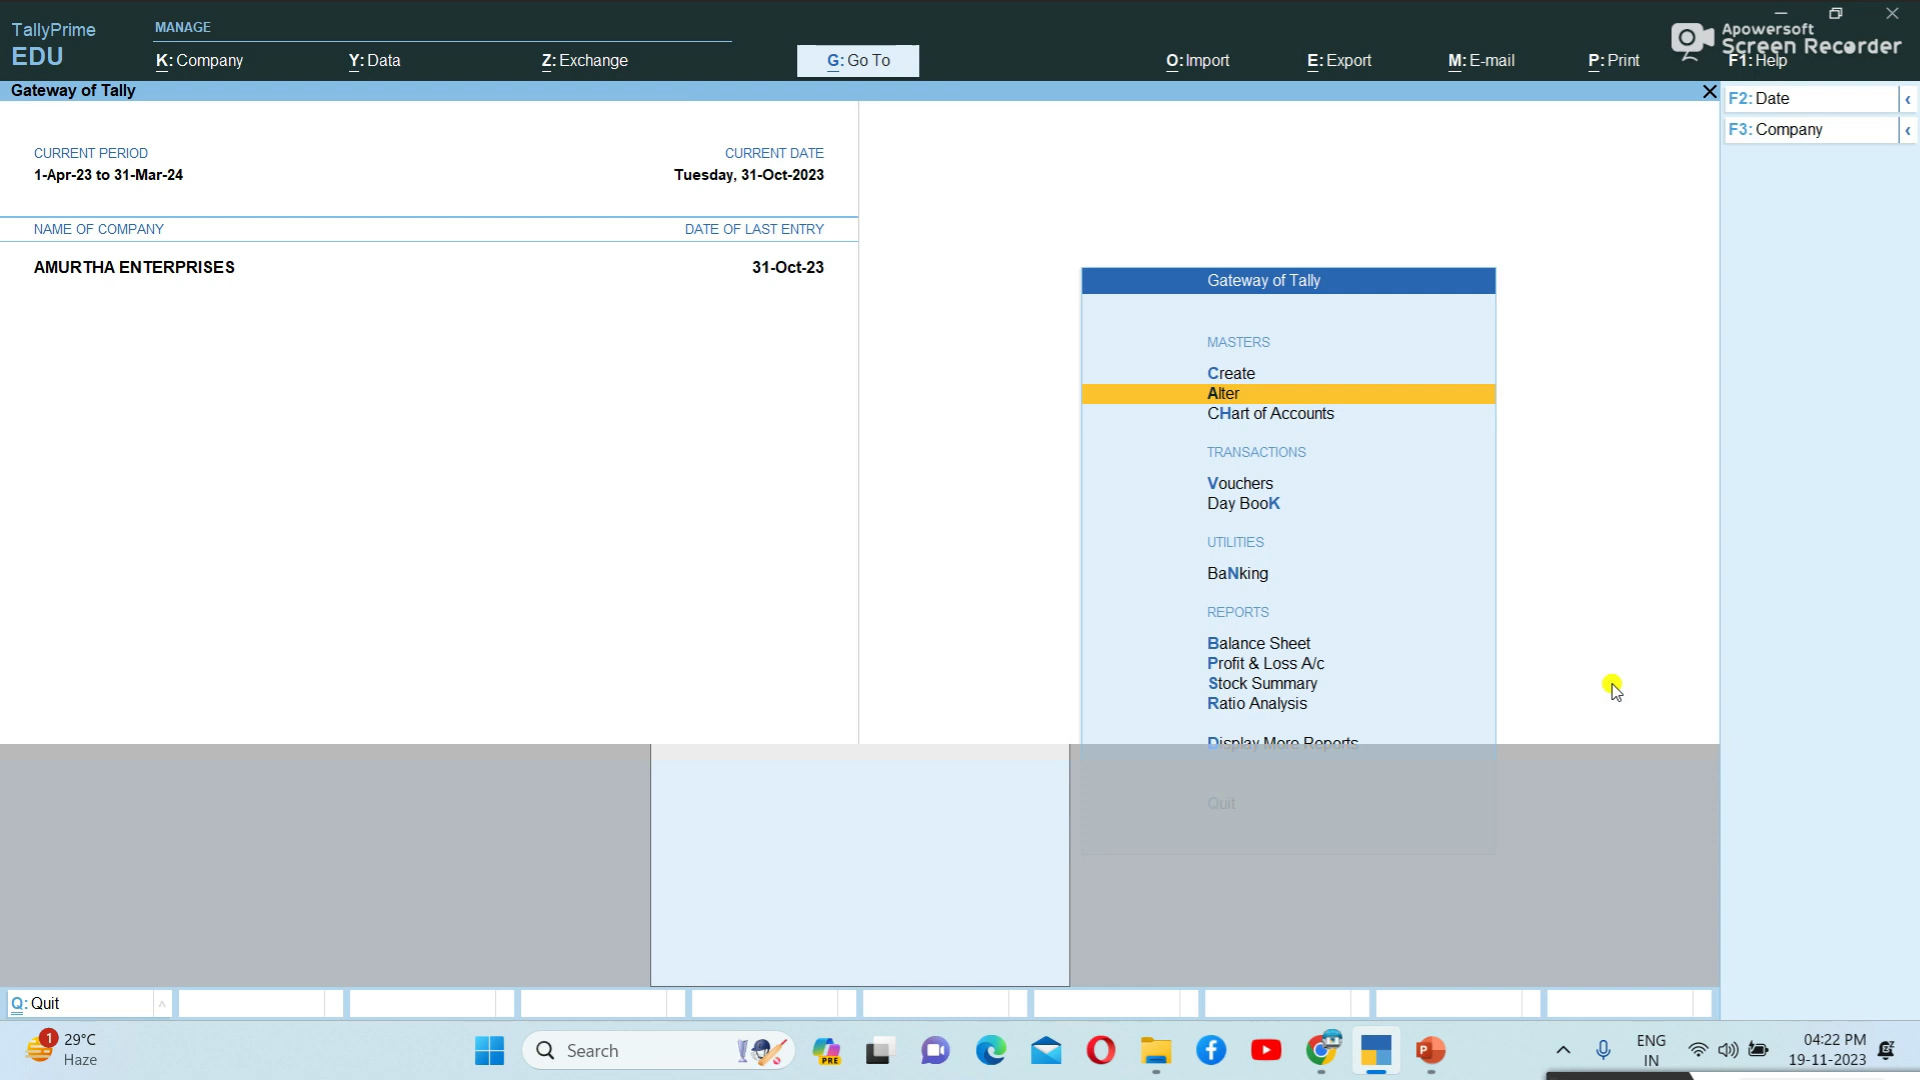 TallyPrime
EDU
MANAGE
K: Company
Y: Data
Z: Exchange
G: Go To
O: Import
E: Export
M: E-mail
P: Print
F1: Help
Apowersoft
Screen Recorder
Gateway of Tally
F2: Date
F3: Company
CURRENT PERIOD
CURRENT DATE
1-Apr-23 to 31-Mar-24
Tuesday, 31-Oct-2023
NAME OF COMPANY
DATE OF LAST ENTRY
AMURTHA ENTERPRISES
31-Oct-23
Gateway of Tally
MASTERS
Create
Alter
CHart of Accounts
TRANSACTIONS
Vouchers
Day BooK
UTILITIES
BaNking
REPORTS
Balance Sheet
Profit & Loss A/c
Stock Summary
Ratio Analysis
Display More Reports
Quit
Q: Quit
1
29°C
Haze
Search
PRE
ENG
IN
04:22 PM
19-11-2023